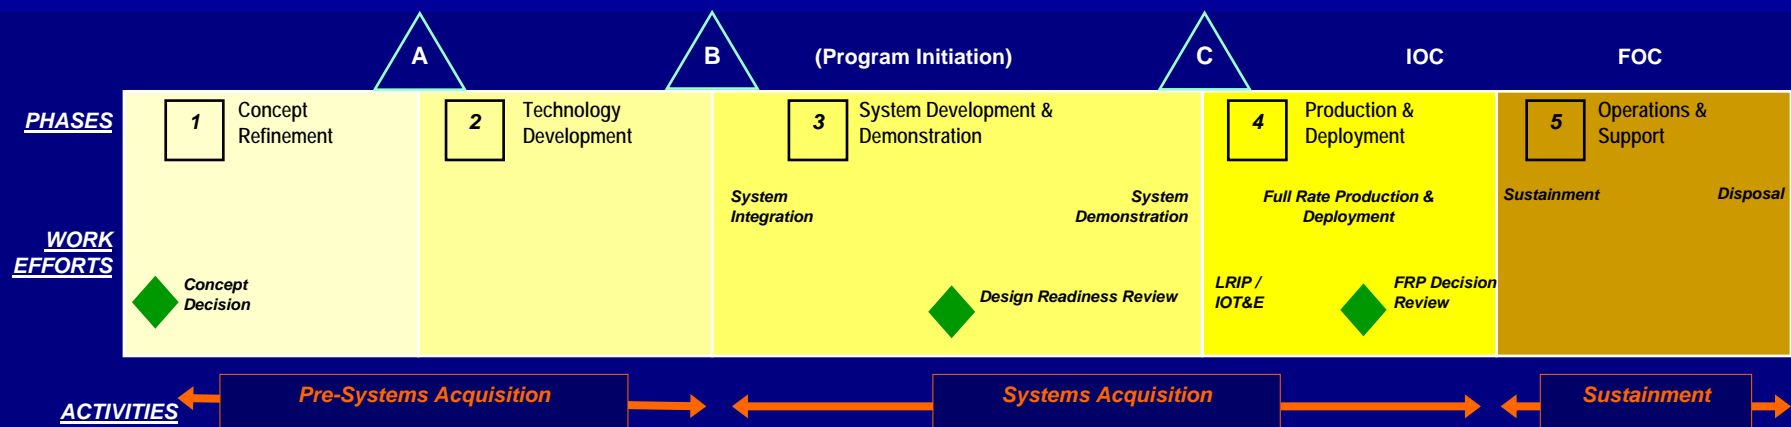 A
B
(Program Initiation)
C
IOC
FOC
PHASES
1
Concept
Refinement
2
Technology
Development
3
System Development &
Demonstration
4
Production &
Deployment
5
Operations &
Support
WORK
EFFORTS
System
Integration
System
Demonstration
Full Rate Production &
Deployment
Sustainment
Disposal
Concept
Decision
Design Readiness Review
LRIP /
IOT&E
FRP Decision
Review
ACTIVITIES
Pre-Systems Acquisition
Systems Acquisition
Sustainment